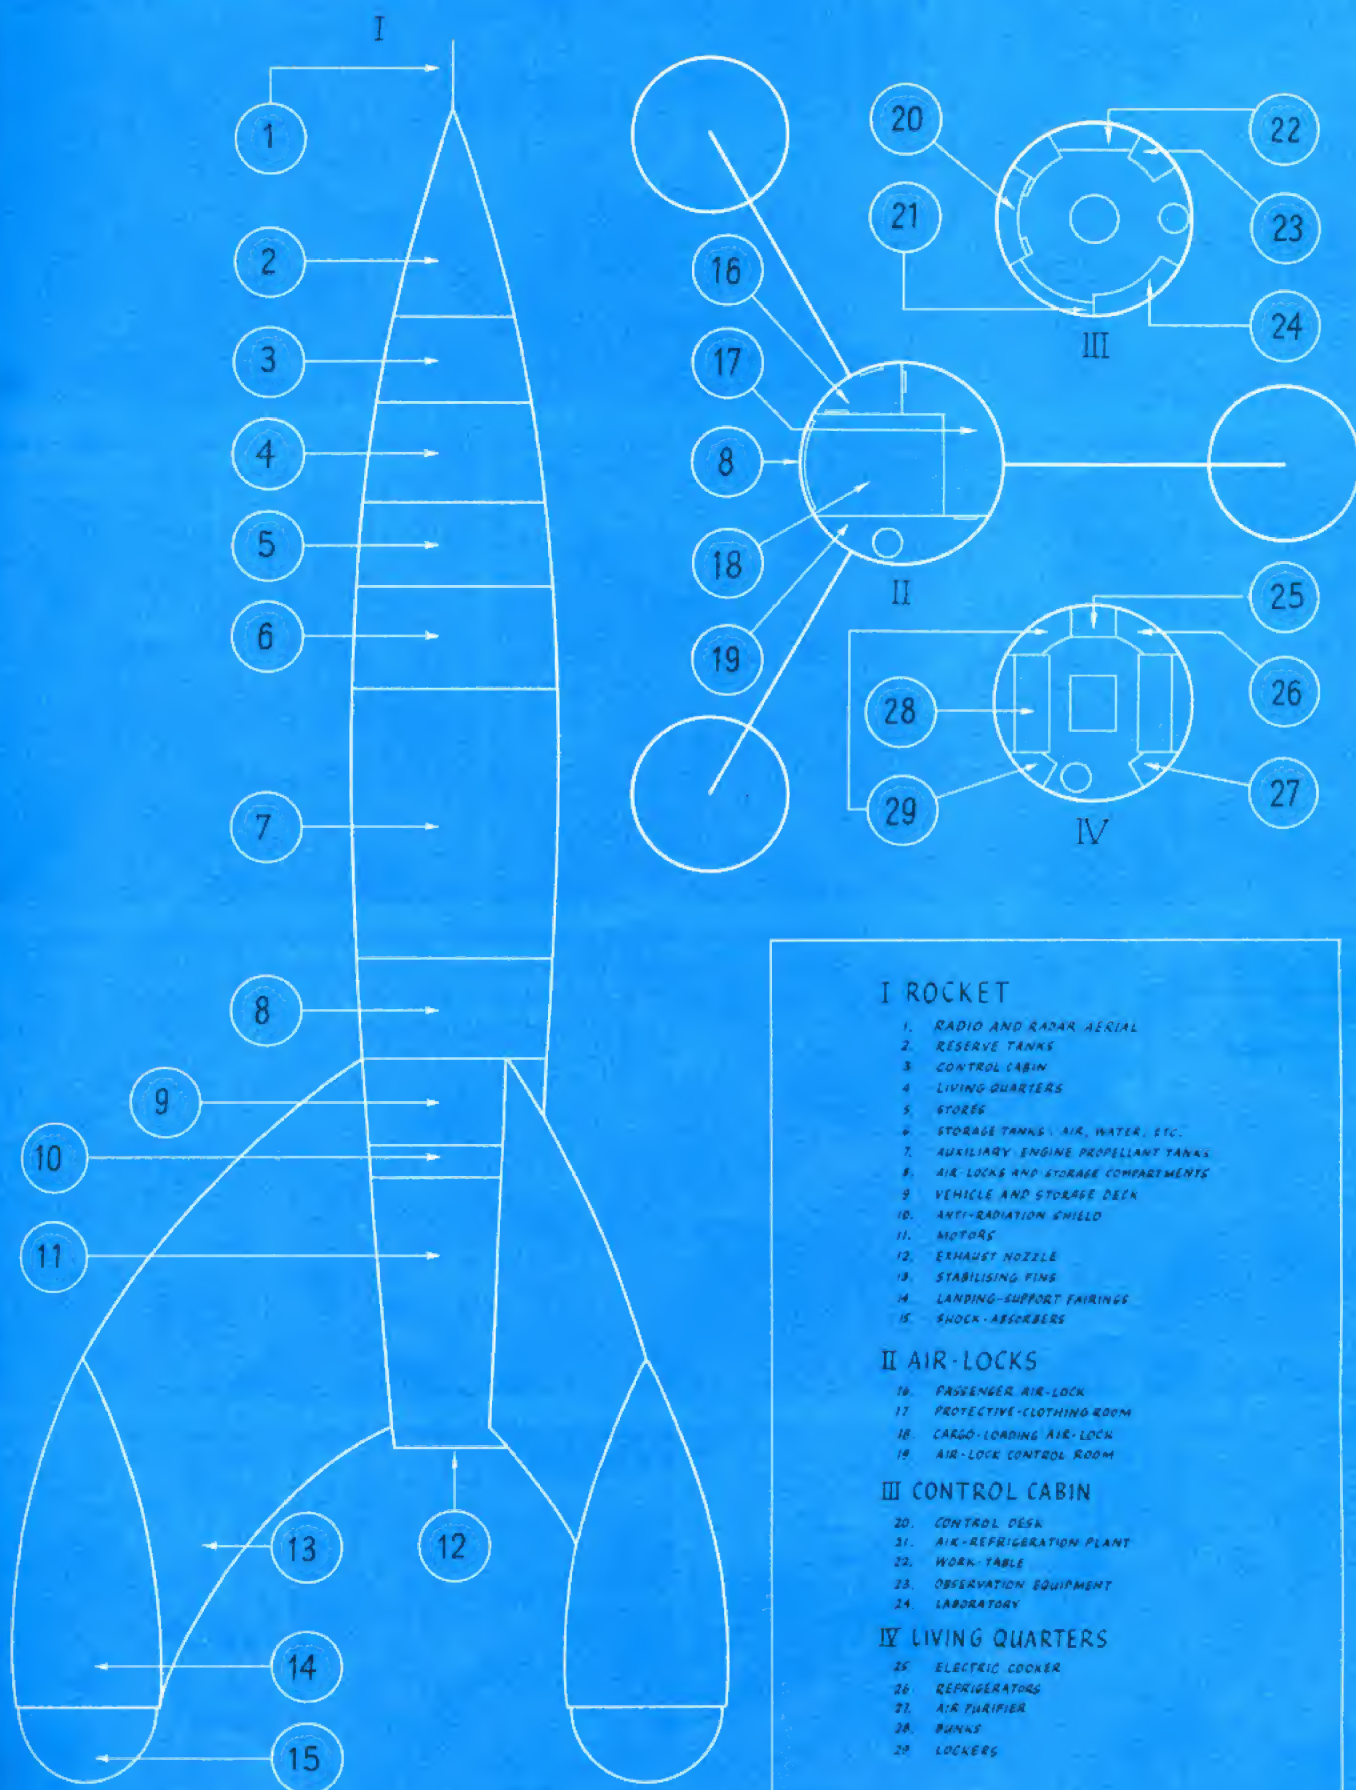 I
1
2
3
4
5
6
7
8
9
10
11
12
13
14
15
16
17
8
18
19
II
20
21
22
23
24
III
25
26
27
28
29
IV
I ROCKET
1. RADIO AND RADAR AERIAL
2. RESERVE TANKS
3 CONTROL CABIN
4 LIVING QUARTERS
5. STORES
6. STORAGE TANKS: AIR, WATER, ETC.
7. AUXILIARY ENGINE PROPELLANT TANKS
8. AIR-LOCKS AND STORAGE COMPARTMENTS
9 VEHICLE AND STORAGE DECK
10. ANTI-RADIATION SHIELD
11. MOTORS
12. EXHAUST NOZZLE
13. STABILISING FINS
14 LANDING-SUPPORT FAIRINGS
15. SHOCK-ABSORBERS
II AIR-LOCKS
16. PASSENGER AIR-LOCK
17 PROTECTIVE-CLOTHING ROOM
18. CARGO-LOADING AIR-LOCK
19. AIR-LOCK CONTROL ROOM
III CONTROL CABIN
20. CONTROL DESK
21. AIR-REFRIGERATION PLANT
22. WORK-TABLE
23. OBSERVATION EQUIPMENT
24. LABORATORY
IV LIVING QUARTERS
25 ELECTRIC COOKER
26 REFRIGERATORS
27. AIR PURIFIER
28. BUNKS
29 LOCKERS